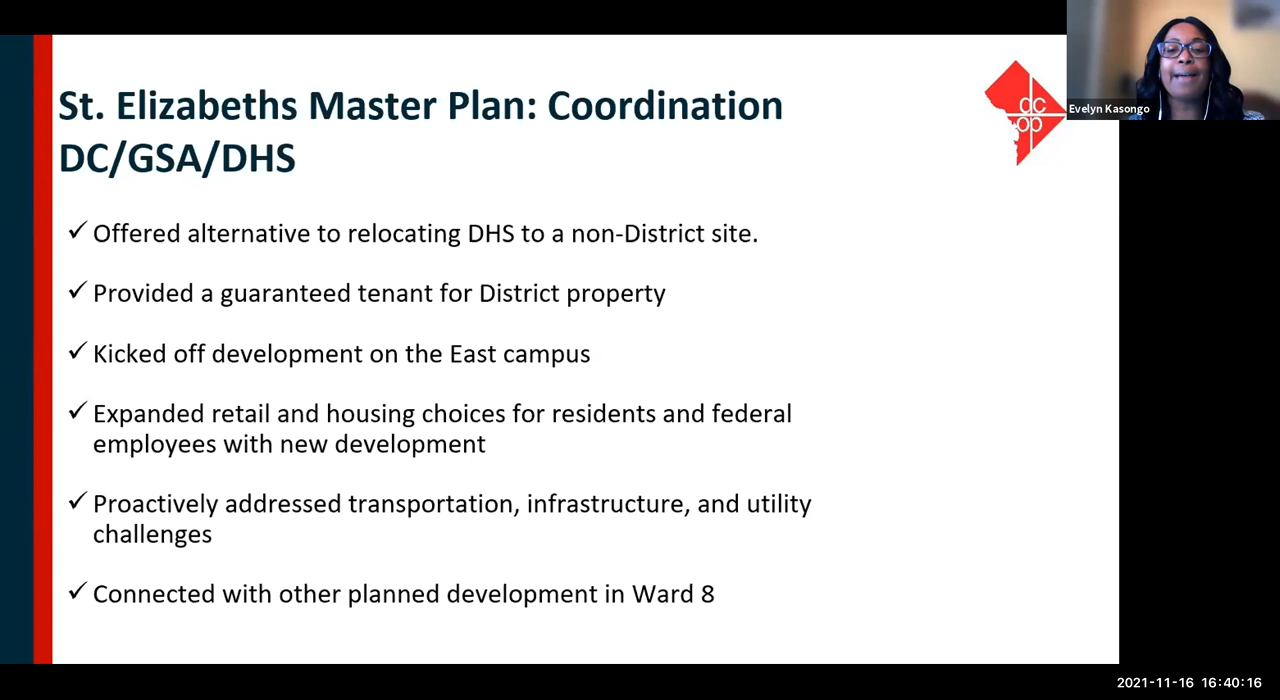 St. Elizabeths Master Plan: Coordination
DC/GSA/DHS
dc
op
Evelyn Kasongo
✓ Offered alternative to relocating DHS to a non-District site.
✓ Provided a guaranteed tenant for District property
✓ Kicked off development on the East campus
✓ Expanded retail and housing choices for residents and federal
employees with new development
✓ Proactively addressed transportation, infrastructure, and utility
challenges
✓ Connected with other planned development in Ward 8
2021-11-16 16:40:16